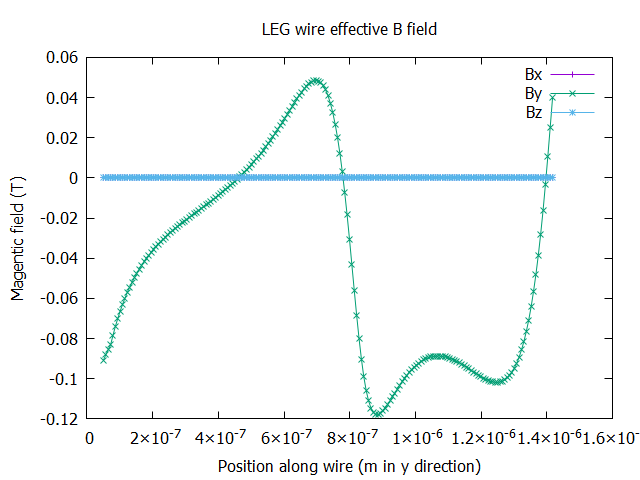 LEG wire effective B field
Bx
By
Bz
0.06
0.04
0.02
0
-0.02
-0.04
-0.06
-0.08
-0.1
-0.12
Magentic field (T)
0 2×10⁻⁷ 4×10⁻⁷ 6×10⁻⁷ 8×10⁻⁷ 1×10⁻⁶ 1.2×10⁻⁶ 1.4×10⁻⁶ 1.6×10⁻
Position along wire (m in y direction)